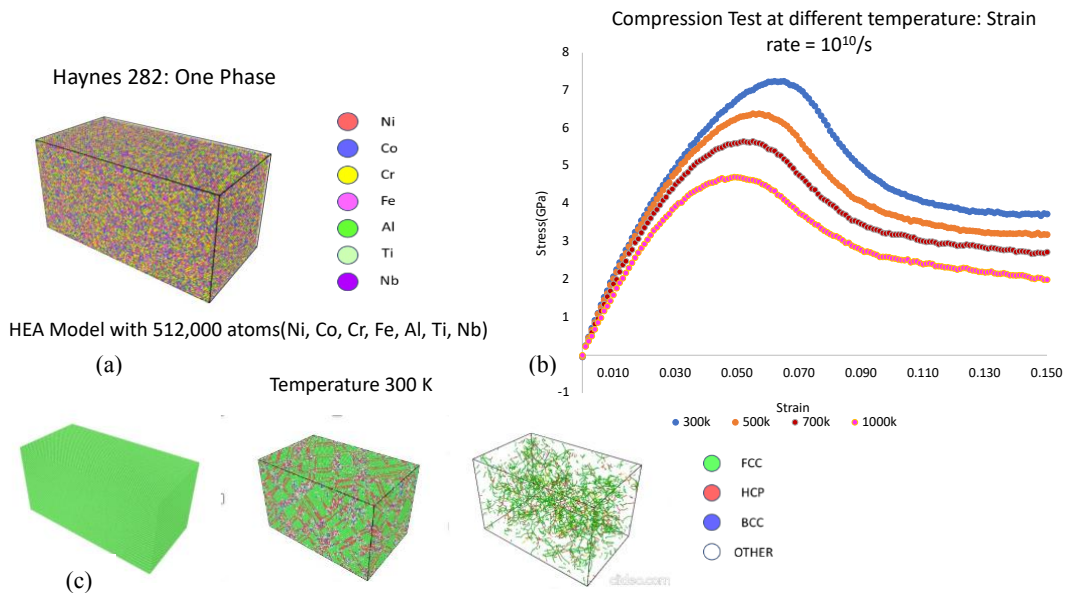 Haynes 282: One Phase
Ni
Co
Cr
Fe
Al
Ti
Nb
HEA Model with 512,000 atoms(Ni, Co, Cr, Fe, Al, Ti, Nb)
(a)
Compression Test at different temperature: Strain
rate = 10¹⁰/s
Stress(GPa)
8
7
6
5
4
3
2
1
-1
0.010 0.030 0.050 0.070 0.090 0.110 0.130 0.150
Strain
300k 500k 700k 1000k
(b)
Temperature 300 K
FCC
HCP
BCC
OTHER
clideo.com
(c)